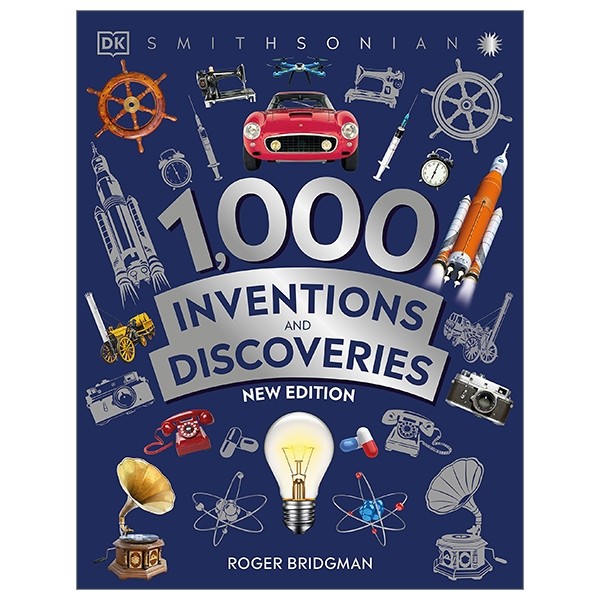 DK SMITHSONIAN
1,000
INVENTIONS
AND
DISCOVERIES
NEW EDITION
ROGER BRIDGMAN